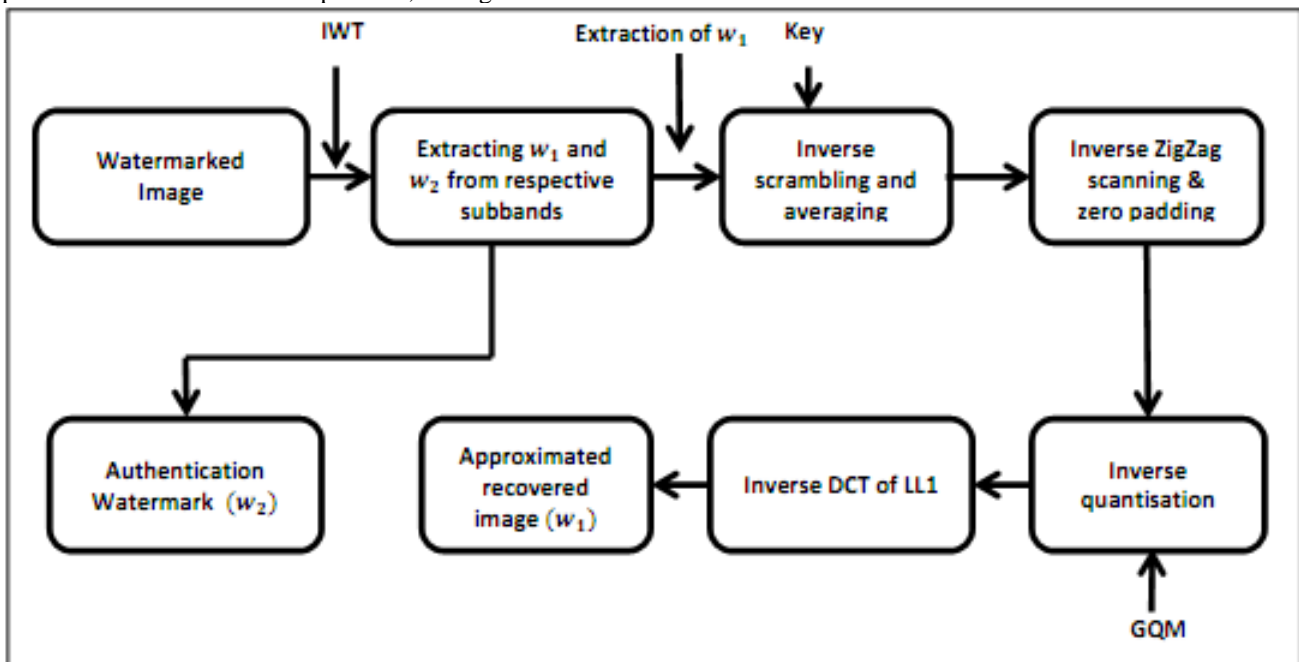 IWT
Extraction of w₁
Key
Watermarked
Image
Extracting w₁ and
w₂ from respective
subbands
Inverse
scrambling and
averaging
Inverse ZigZag
scanning &
zero padding
Authentication
Watermark (w₂)
Approximated
recovered
image (w₁)
Inverse DCT of LL1
Inverse
quantisation
GQM